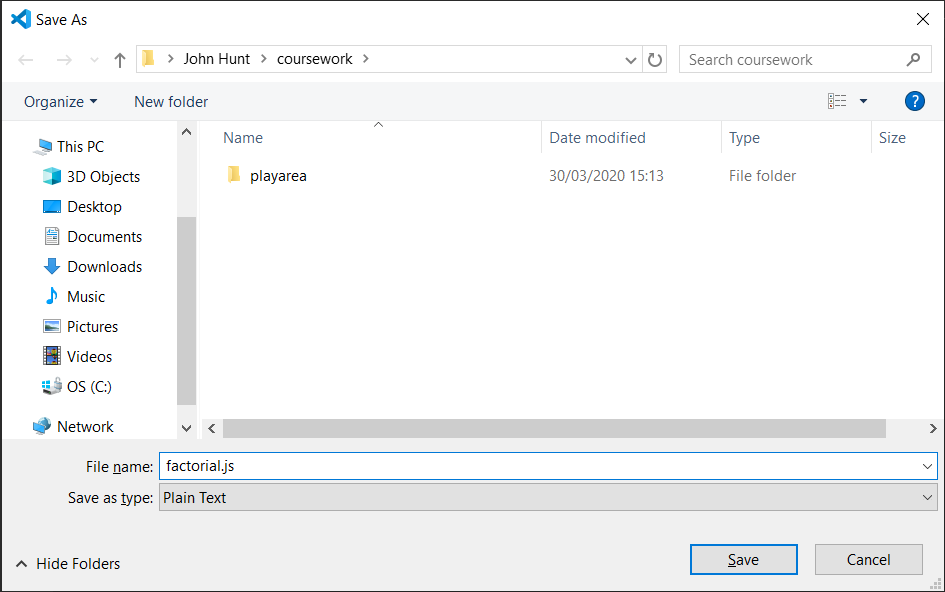 Save As
John Hunt > coursework >
Search coursework
Organize
New folder
?
Name
Date modified
Type
Size
playarea
30/03/2020 15:13
File folder
This PC
3D Objects
Desktop
Documents
Downloads
Music
Pictures
Videos
OS (C:)
Network
File name: factorial.js
Save as type: Plain Text
Hide Folders
Save
Cancel